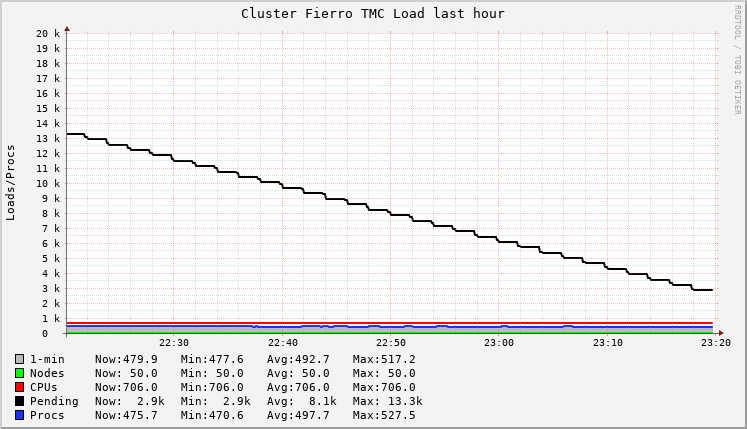 Cluster Fierro TMC Load last hour
RRDTOOL / TOBI OETIKER
Loads/Procs
20 k
19 k
18 k
17 k
16 k
15 k
14 k
13 k
12 k
11 k
10 k
9 k
8 k
7 k
6 k
5 k
4 k
3 k
2 k
1 k
0
22:30 22:40 22:50 23:00 23:10 23:20
1-min Now:479.9 Min:477.6 Avg:492.7 Max:517.2
Nodes Now: 50.0 Min: 50.0 Avg: 50.0 Max: 50.0
CPUs Now:706.0 Min:706.0 Avg:706.0 Max:706.0
Pending Now: 2.9k Min: 2.9k Avg: 8.1k Max: 13.3k
Procs Now:475.7 Min:470.6 Avg:497.7 Max:527.5